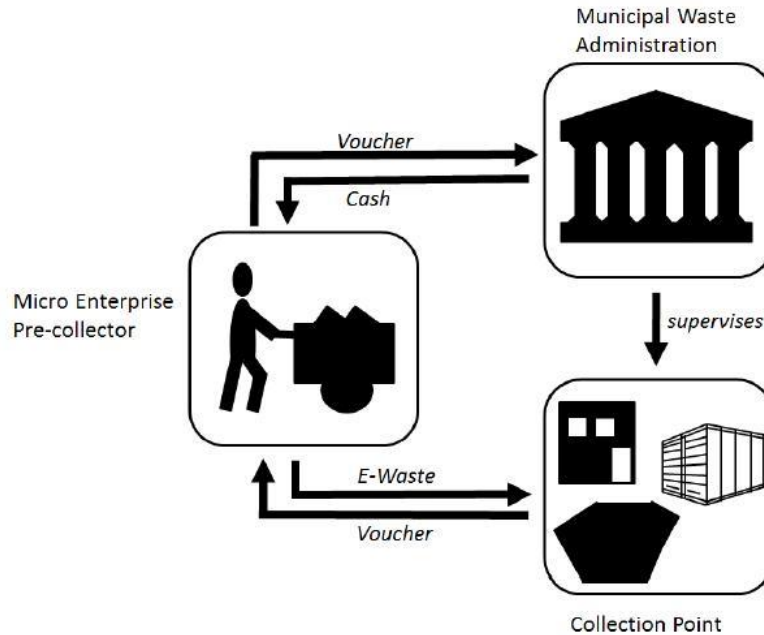 Municipal Waste
Administration
Voucher
Cash
Micro Enterprise
Pre-collector
supervises
E-Waste
Voucher
Collection Point